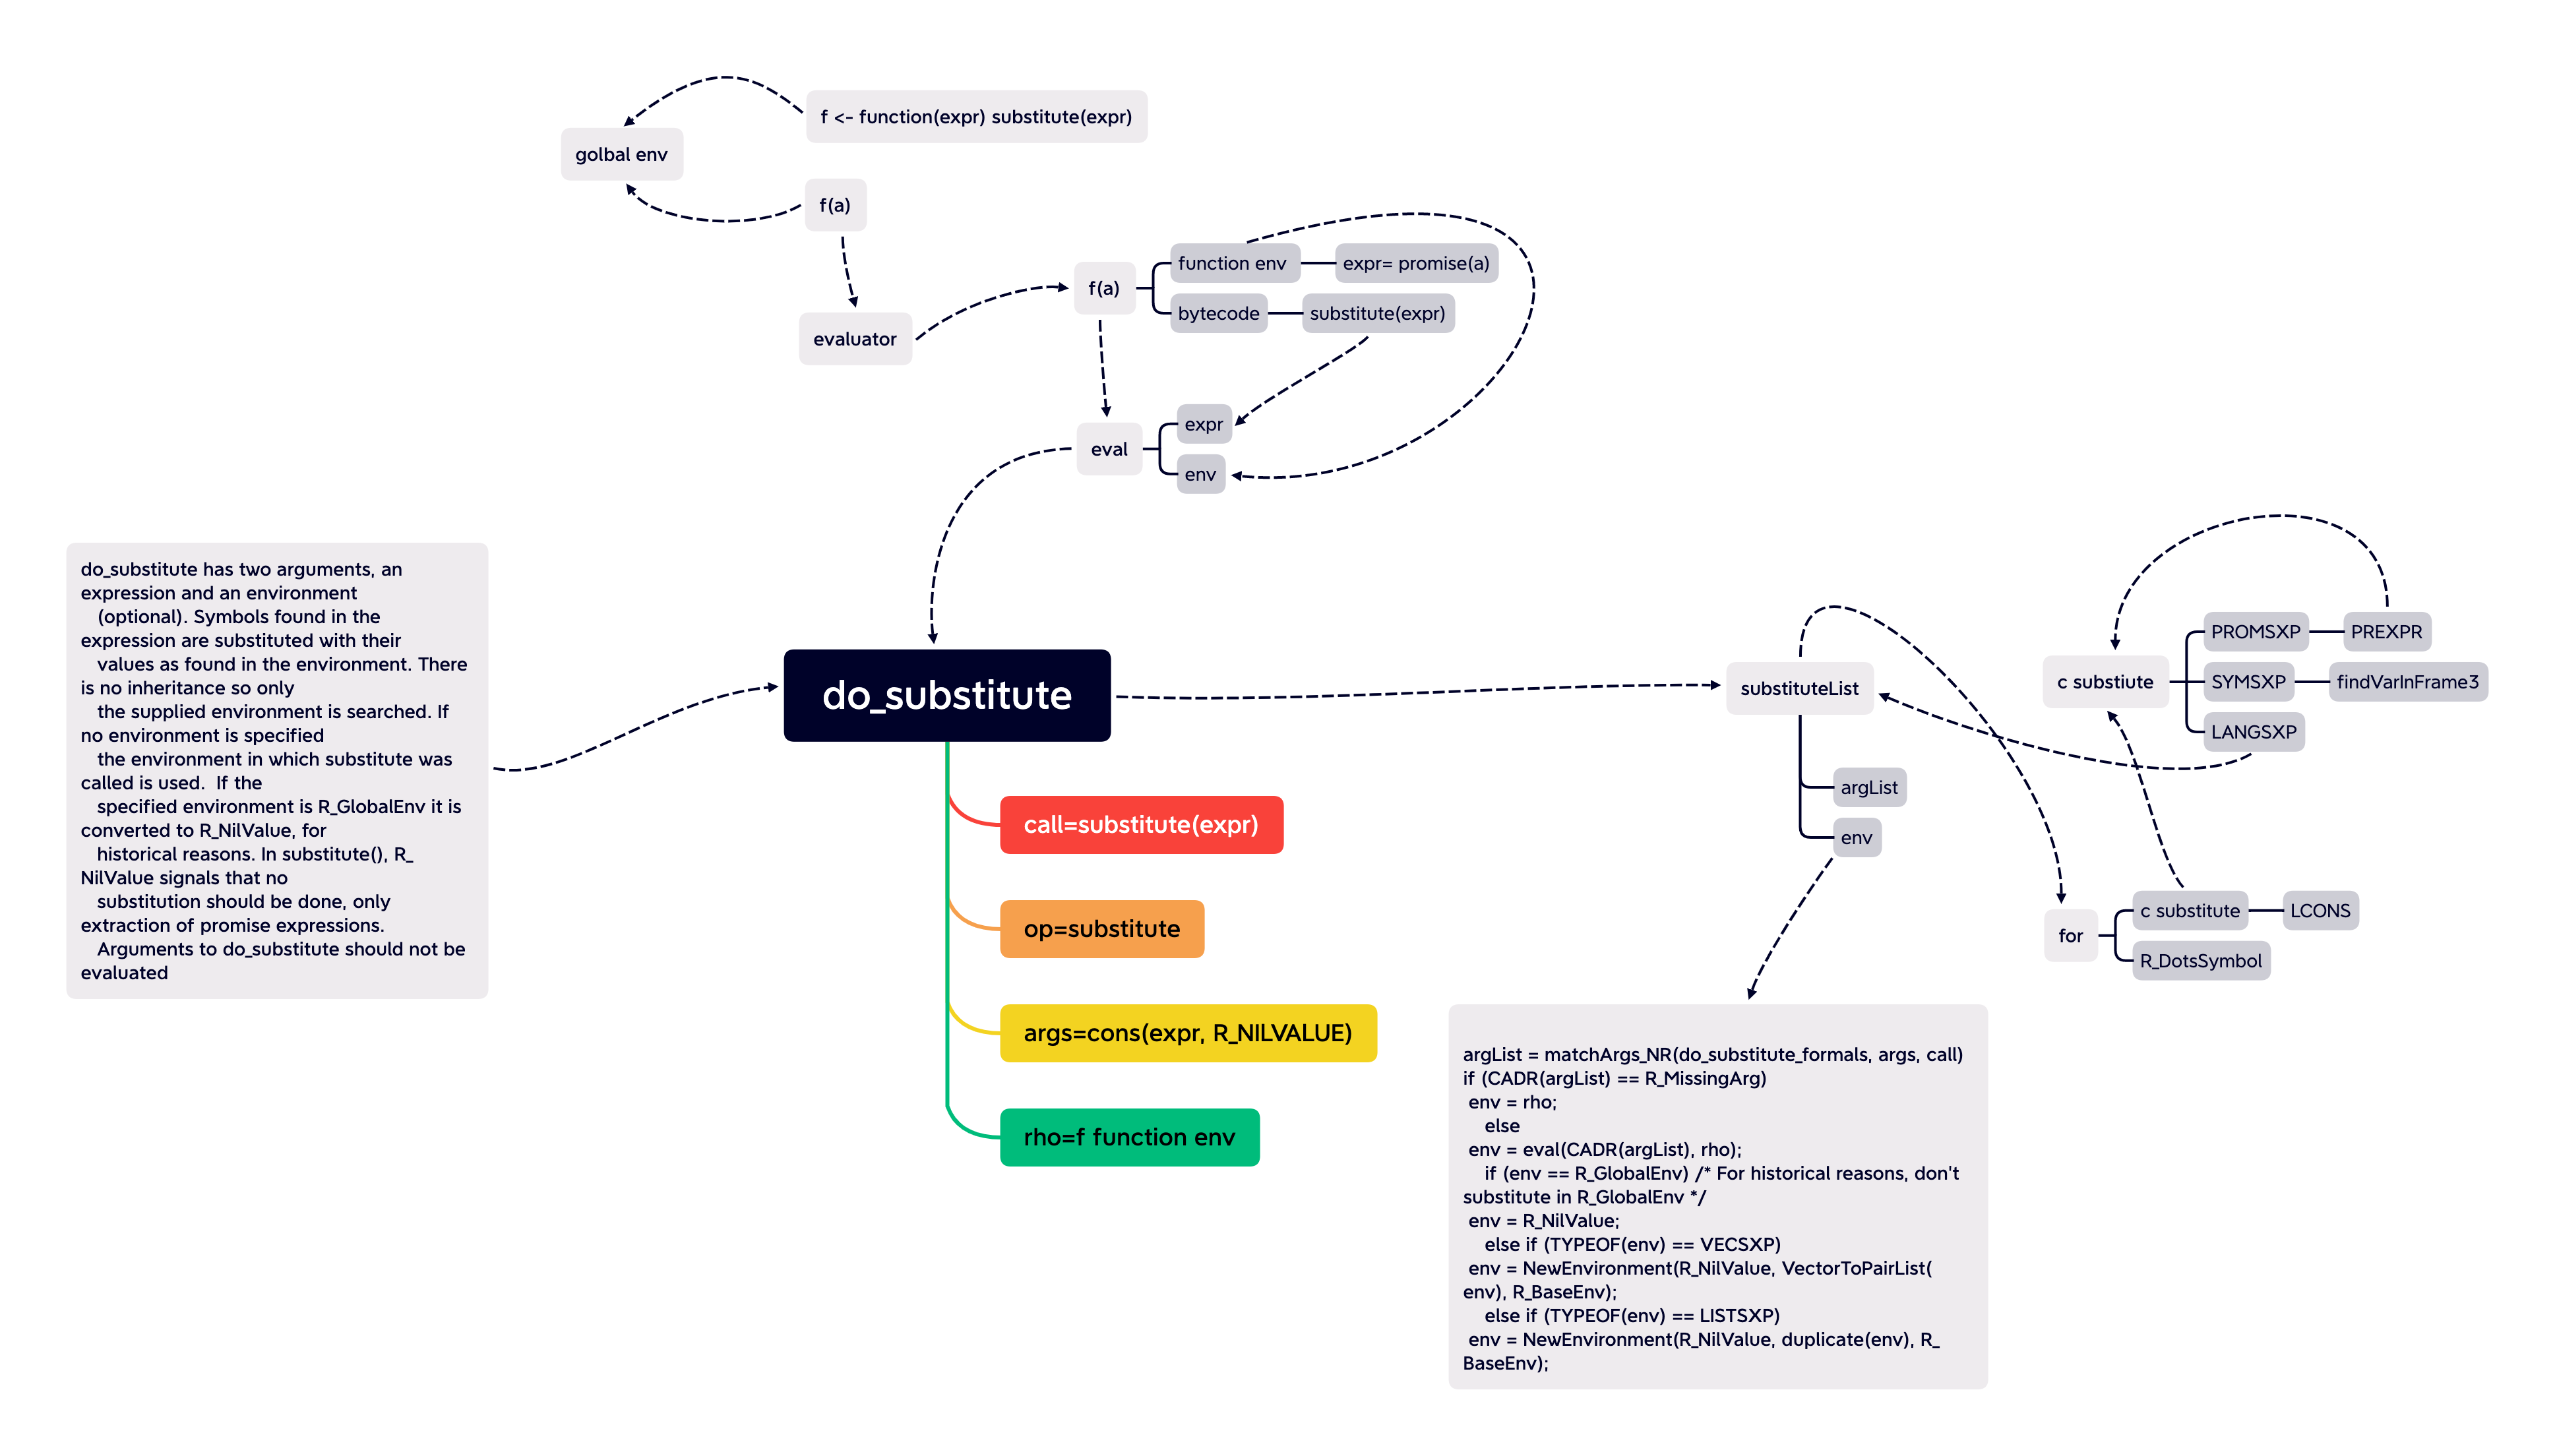 f <- function(expr) substitute(expr)
golbal env
f(a)
evaluator
f(a)
function env
expr= promise(a)
bytecode
substitute(expr)
eval
expr
env
do_substitute has two arguments, an
expression and an environment
(optional). Symbols found in the
expression are substituted with their
values as found in the environment. There
is no inheritance so only
the supplied environment is searched. If
no environment is specified
the environment in which substitute was
called is used.  If the
specified environment is R_GlobalEnv it is
converted to R_NilValue, for
historical reasons. In substitute(), R_
NilValue signals that no
substitution should be done, only
extraction of promise expressions.
Arguments to do_substitute should not be
evaluated
do_substitute
call=substitute(expr)
op=substitute
args=cons(expr, R_NILVALUE)
rho=f function env
substituteList
argList
env
c substiute
PROMSXP
PREXPR
SYMSXP
findVarInFrame3
LANGSXP
for
c substitute
LCONS
R_DotsSymbol
argList = matchArgs_NR(do_substitute_formals, args, call)
if (CADR(argList) == R_MissingArg)
env = rho;
else
env = eval(CADR(argList), rho);
if (env == R_GlobalEnv) /* For historical reasons, don't
substitute in R_GlobalEnv */
env = R_NilValue;
else if (TYPEOF(env) == VECSXP)
env = NewEnvironment(R_NilValue, VectorToPairList(
env), R_BaseEnv);
else if (TYPEOF(env) == LISTSXP)
env = NewEnvironment(R_NilValue, duplicate(env), R_
BaseEnv);